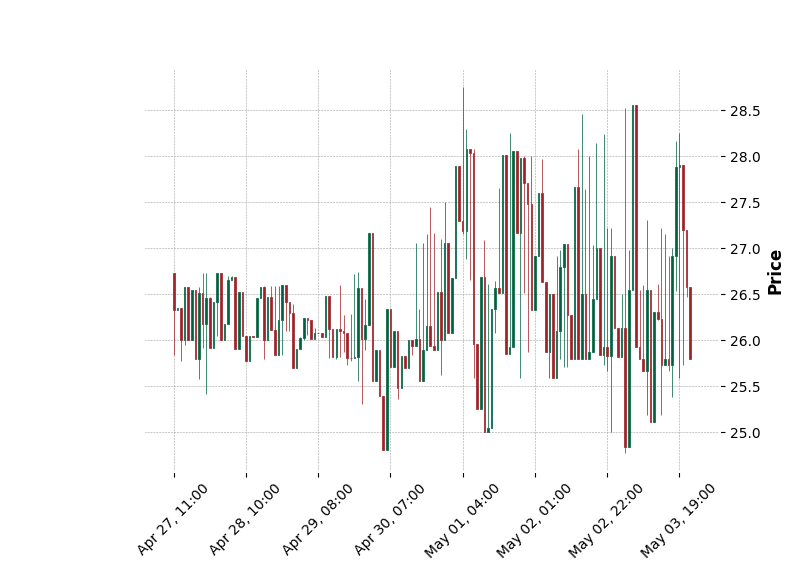 28.5
28.0
27.5
27.0
26.5
26.0
25.5
25.0
Price
Apr 27, 11:00
Apr 28, 10:00
Apr 29, 08:00
Apr 30, 07:00
May 01, 04:00
May 02, 01:00
May 02, 22:00
May 03, 19:00